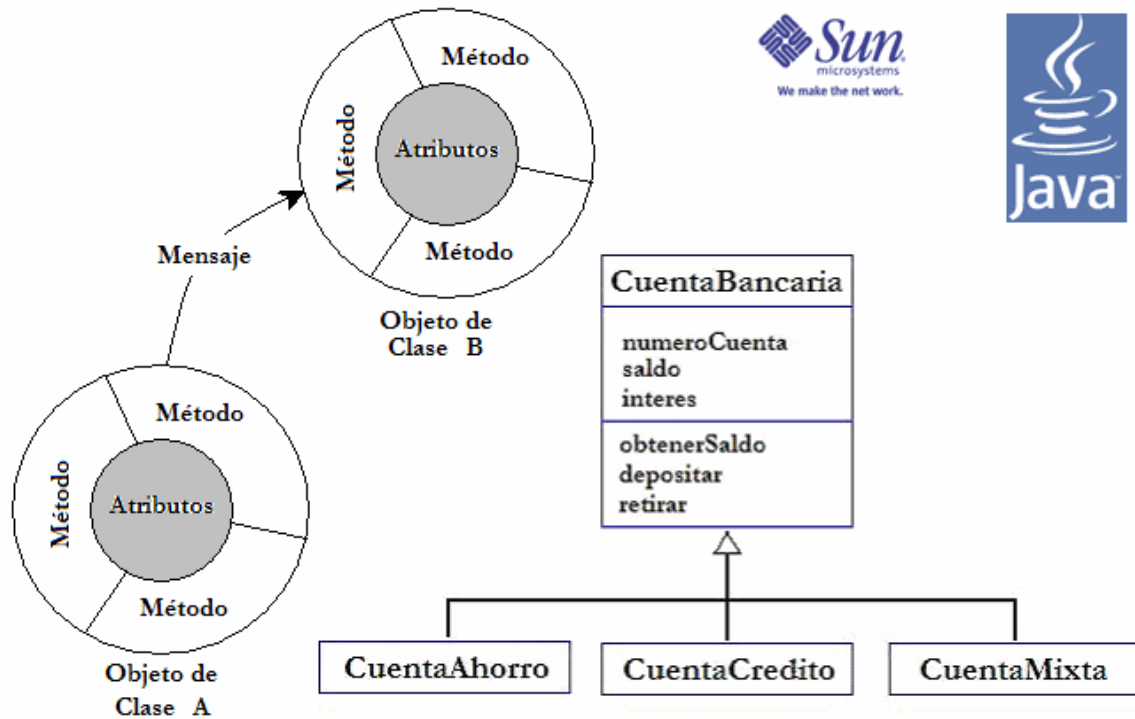 Método
Método
Atributos
Método
Mensaje
Objeto de
Clase B
Método
Método
Atributos
Método
Objeto de
Clase A
Sun
microsystems
We make the net work.
Java
CuentaBancaria
numeroCuenta
saldo
interes
obtenerSaldo
depositar
retirar
CuentaAhorro
CuentaCredito
CuentaMixta